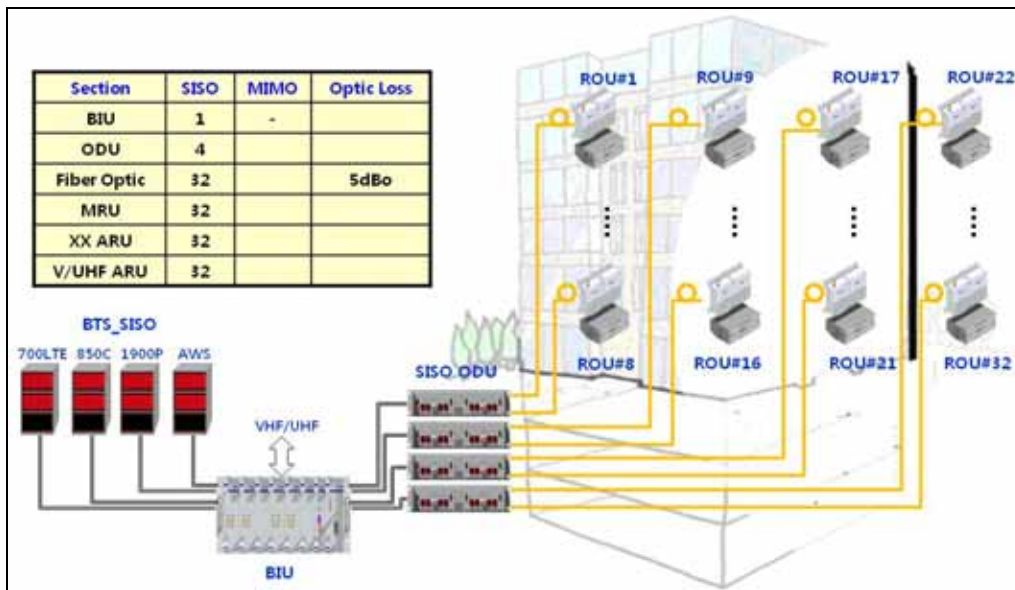 Section SISO MIMO Optic Loss
BIU 1 -
ODU 4
Fiber Optic 32 5dBo
MRU 32
XX ARU 32
V/UHF ARU 32
ROU#1 ROU#9 ROU#17 ROU#22
ROU#8 ROU#16 ROU#21 ROU#32
BTS_SISO
700LTE 850C 1900P AWS
SISO ODU
VHF/UHF
BIU